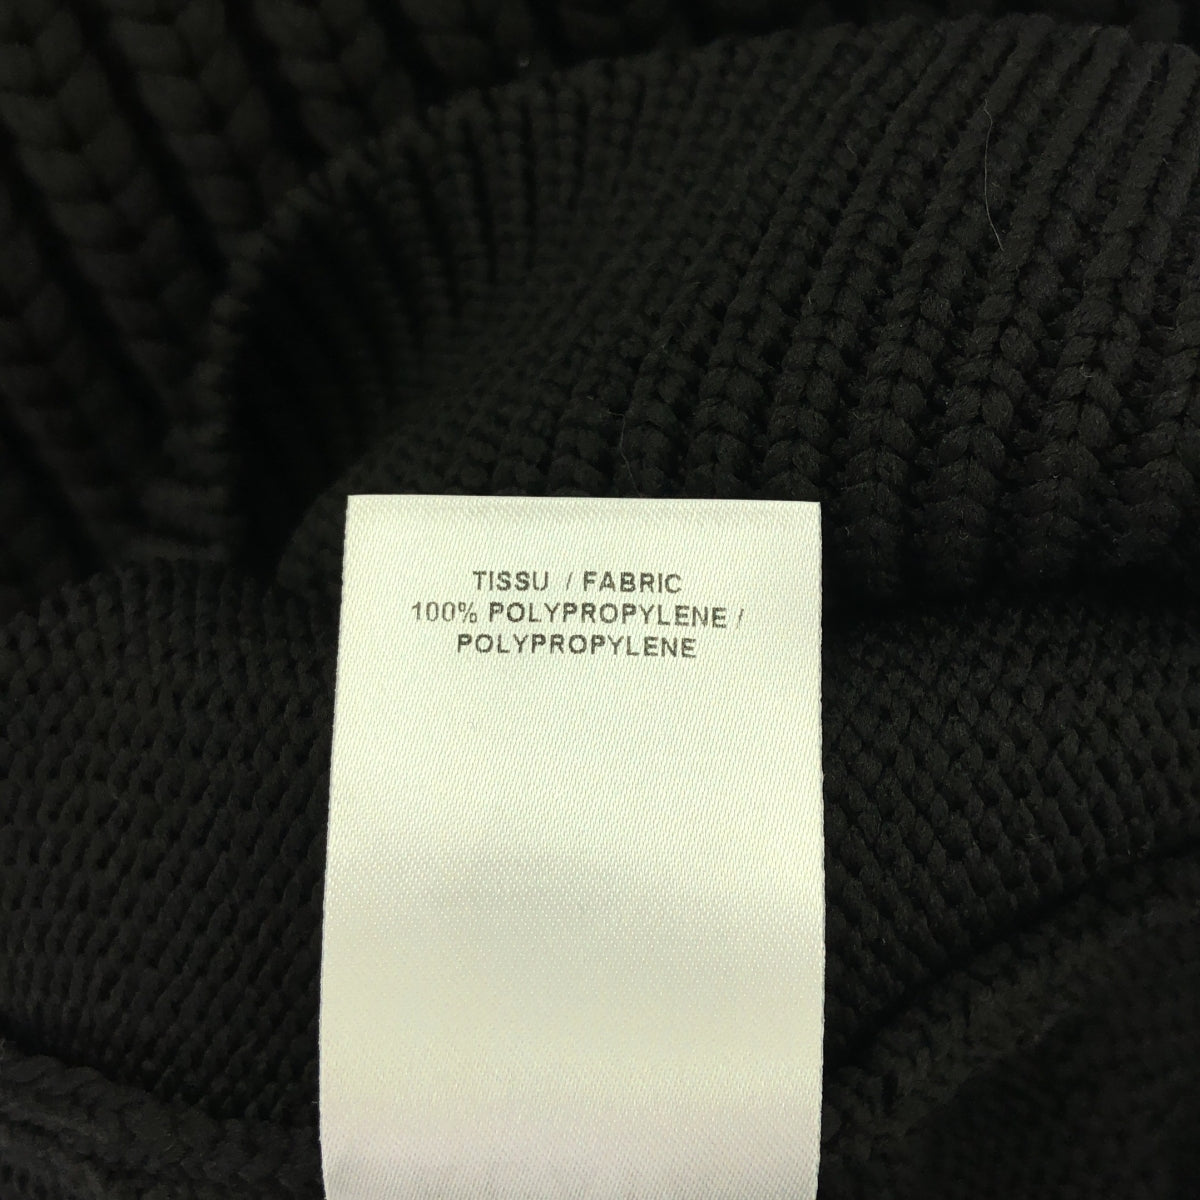 TISSU / FABRIC
100% POLYPROPYLENE /
POLYPROPYLENE